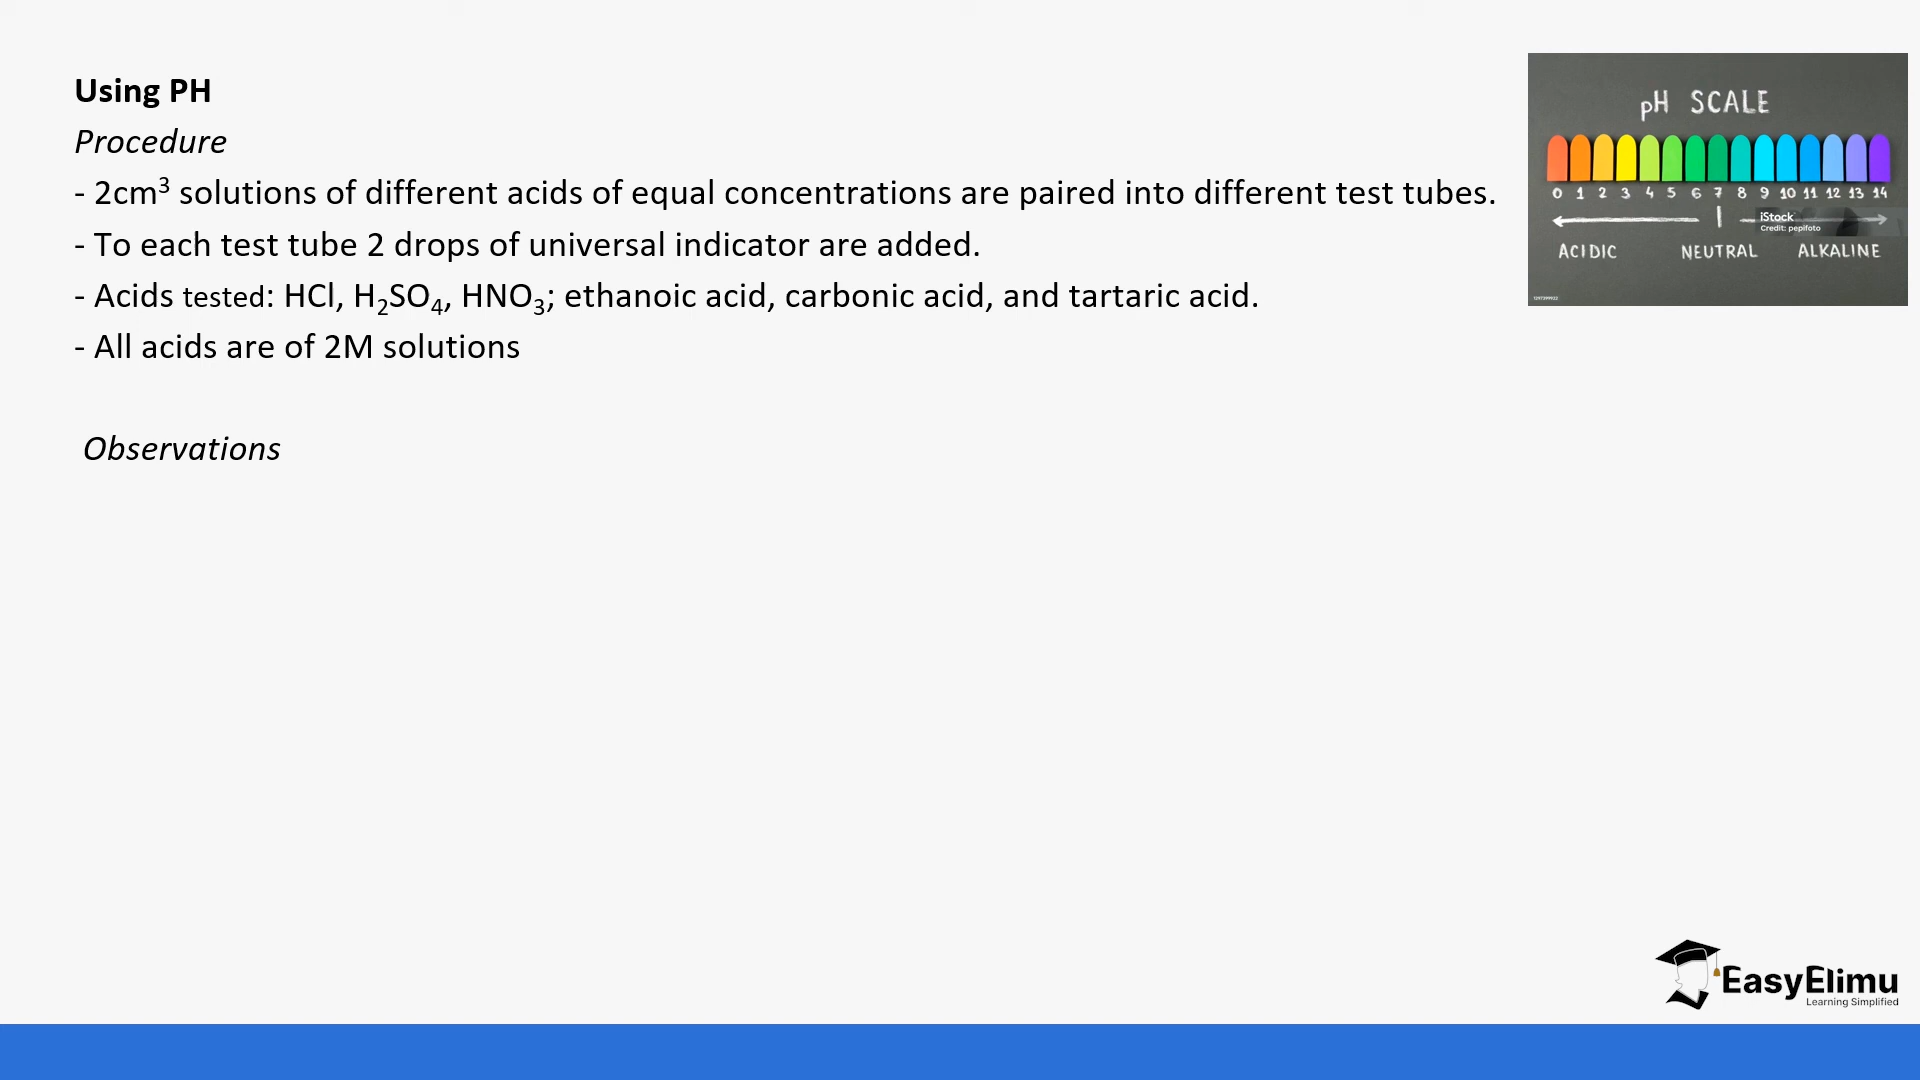 Using PH
Procedure
- 2cm³ solutions of different acids of equal concentrations are paired into different test tubes.
- To each test tube 2 drops of universal indicator are added.
- Acids tested: HCl, H₂SO₄, HNO₃; ethanoic acid, carbonic acid, and tartaric acid.
- All acids are of 2M solutions
Observations
pH SCALE
0 1 2 3 4 5 6 7 8 9 10 11 12 13 14
iStock
Credit: pepifoto
ACIDIC NEUTRAL ALKALINE
EasyElimu
Learning Simplified